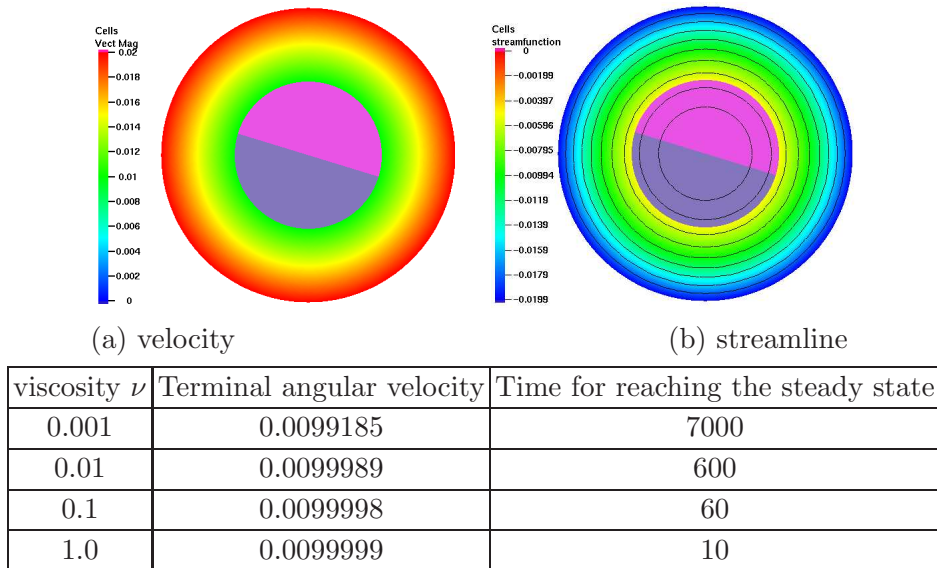 Cells
Vect Mag
0.02
0.018
0.016
0.014
0.012
0.01
0.008
0.006
0.004
0.002
0
(a) velocity
Cells
streamfunction
0
-0.00199
-0.00397
-0.00596
-0.00795
-0.00994
-0.0119
-0.0139
-0.0159
-0.0179
-0.0199
(b) streamline
viscosity ν Terminal angular velocity Time for reaching the steady state
0.001 0.0099185 7000
0.01 0.0099989 600
0.1 0.0099998 60
1.0 0.0099999 10